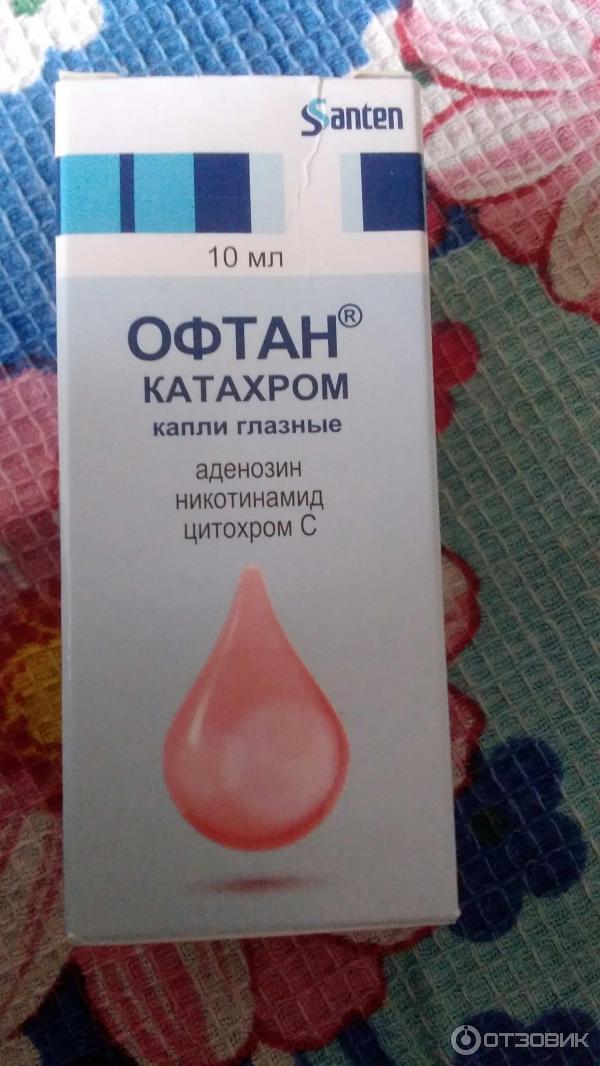 Santen
10 мл
ОФТАН®
КАТАХРОМ
капли глазные
аденозин
никотинамид
цитохром С
ОТЗОВИК